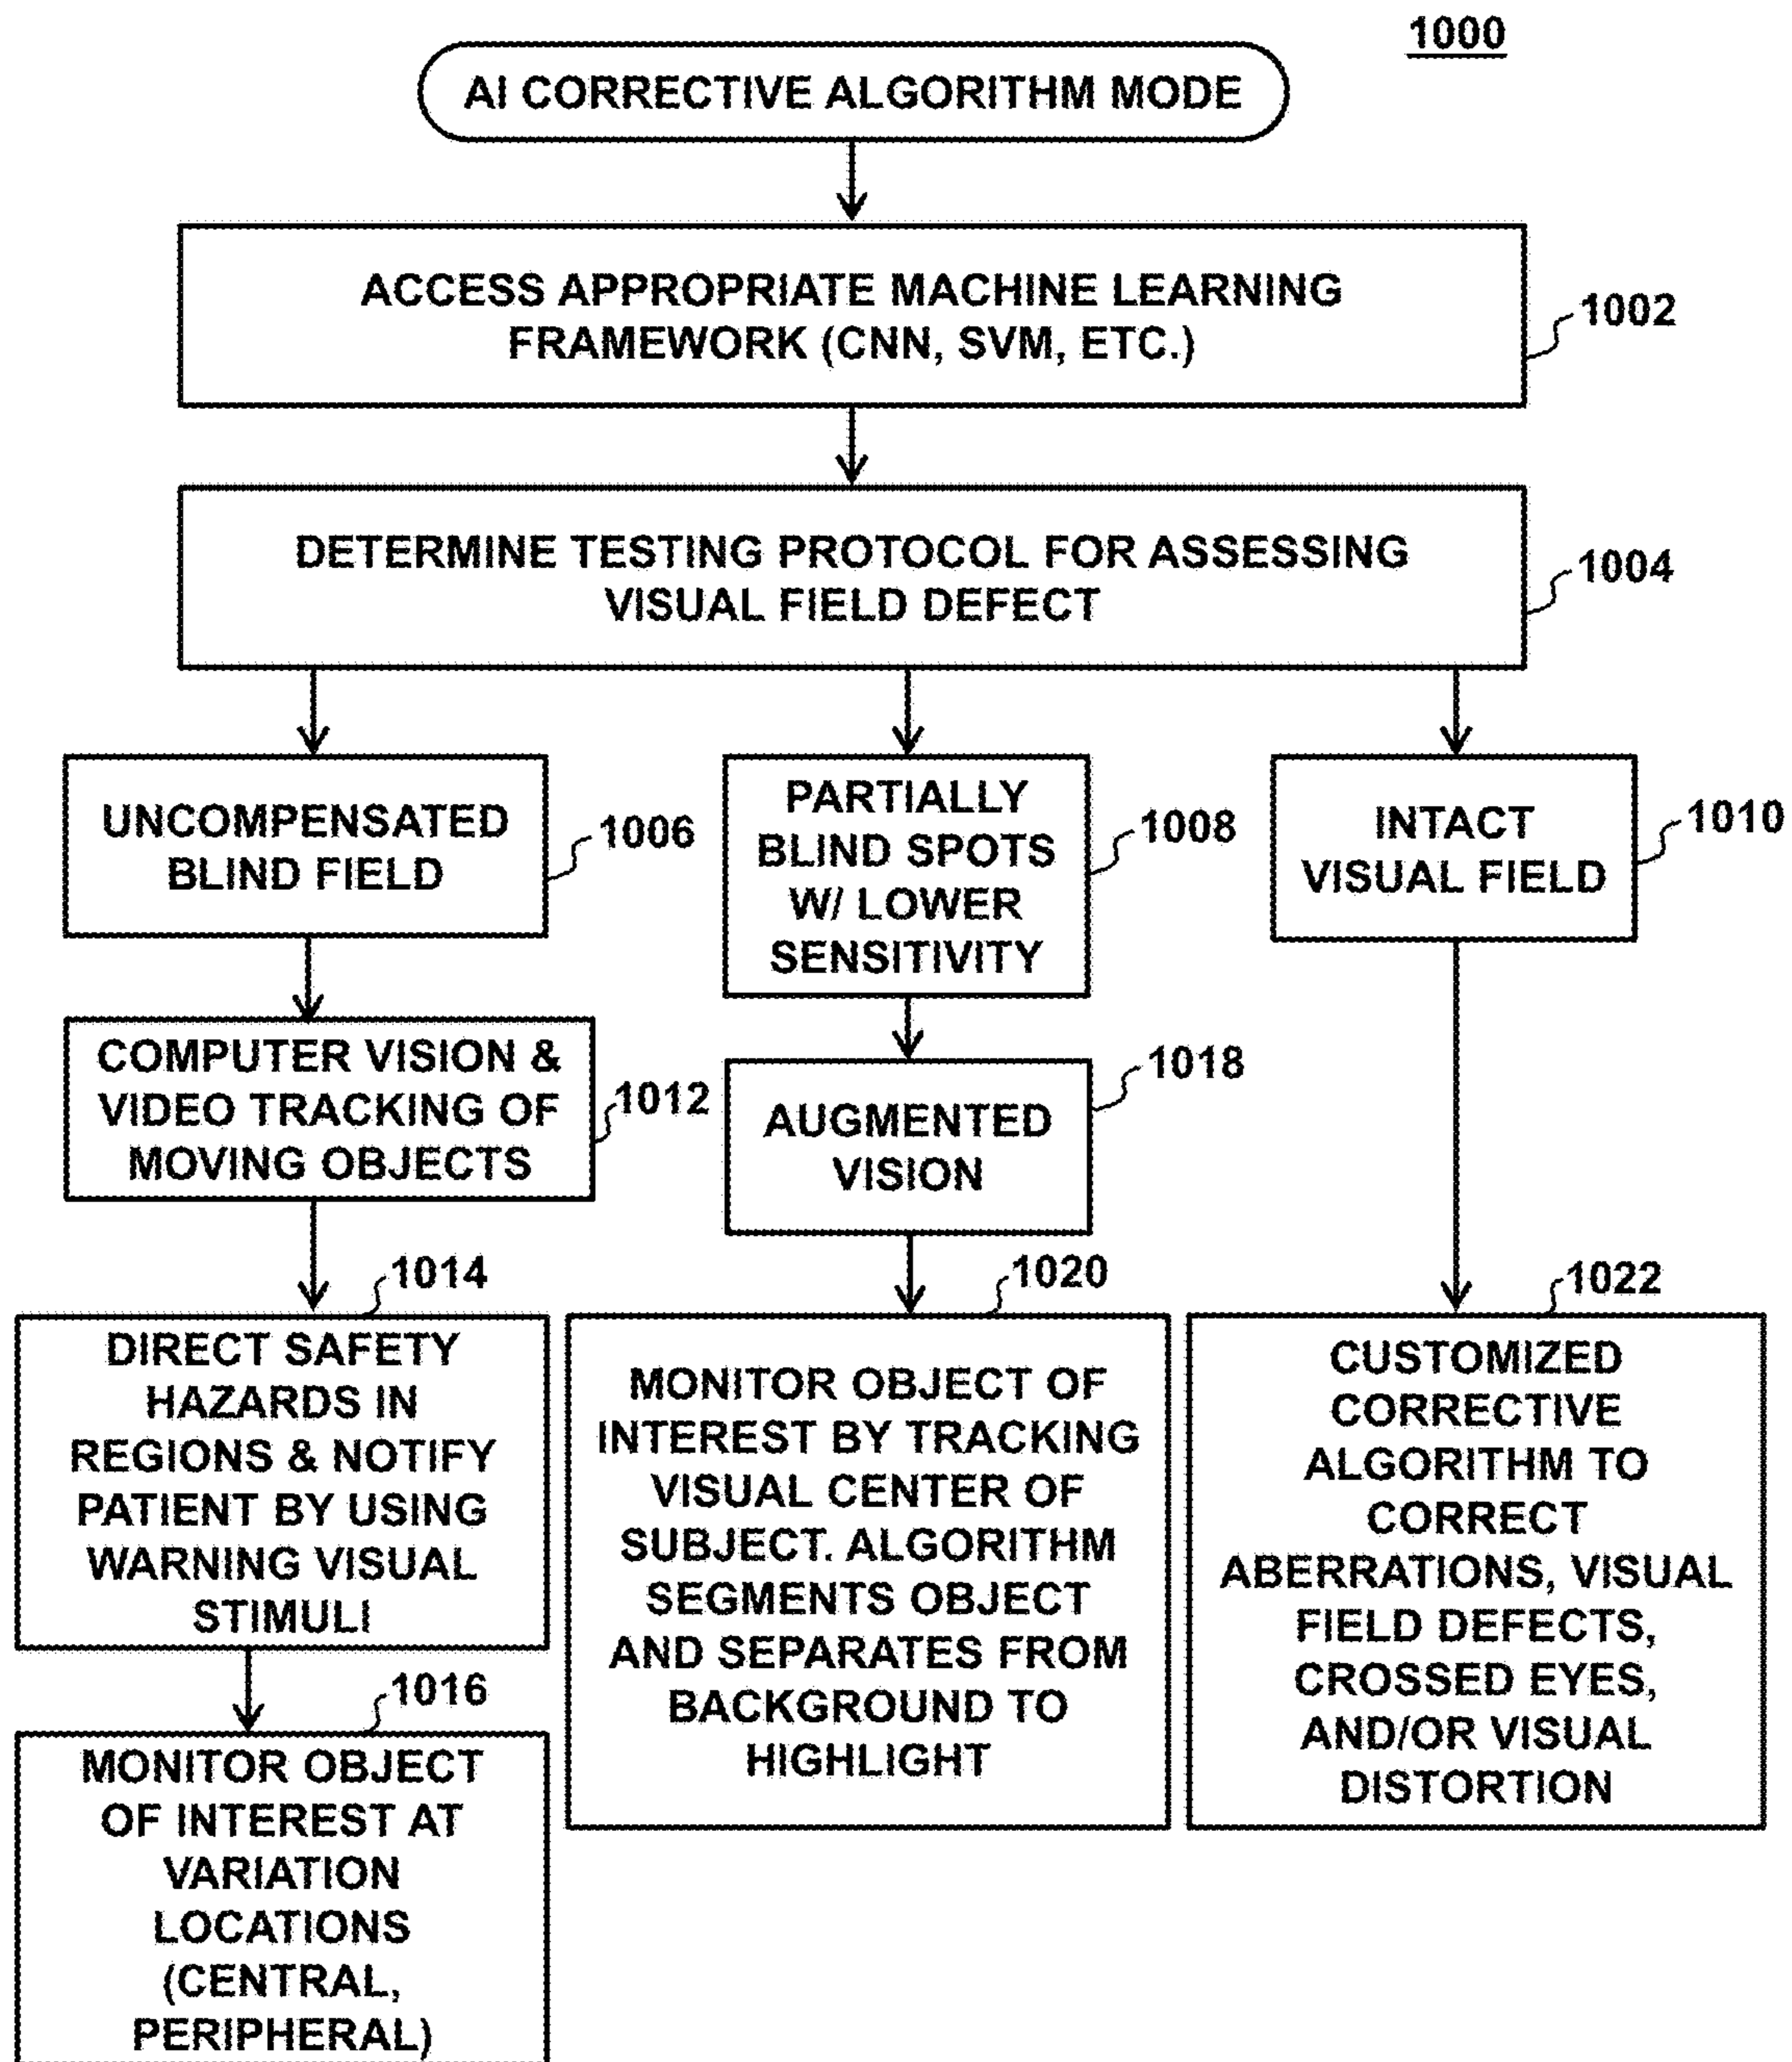 1000
AI CORRECTIVE ALGORITHM MODE
ACCESS APPROPRIATE MACHINE LEARNING
FRAMEWORK (CNN, SVM, ETC.)
1002
DETERMINE TESTING PROTOCOL FOR ASSESSING
VISUAL FIELD DEFECT
1004
UNCOMPENSATED
BLIND FIELD
1006
PARTIALLY
BLIND SPOTS
W/ LOWER
SENSITIVITY
1008
INTACT
VISUAL FIELD
1010
COMPUTER VISION &
VIDEO TRACKING OF
MOVING OBJECTS
1012
AUGMENTED
VISION
1018
1014
DIRECT SAFETY
HAZARDS IN
REGIONS & NOTIFY
PATIENT BY USING
WARNING VISUAL
STIMULI
1020
MONITOR OBJECT OF
INTEREST BY TRACKING
VISUAL CENTER OF
SUBJECT. ALGORITHM
SEGMENTS OBJECT
AND SEPARATES FROM
BACKGROUND TO
HIGHLIGHT
1022
CUSTOMIZED
CORRECTIVE
ALGORITHM TO
CORRECT
ABERRATIONS, VISUAL
FIELD DEFECTS,
CROSSED EYES,
AND/OR VISUAL
DISTORTION
1016
MONITOR OBJECT
OF INTEREST AT
VARIATION
LOCATIONS
(CENTRAL,
PERIPHERAL)